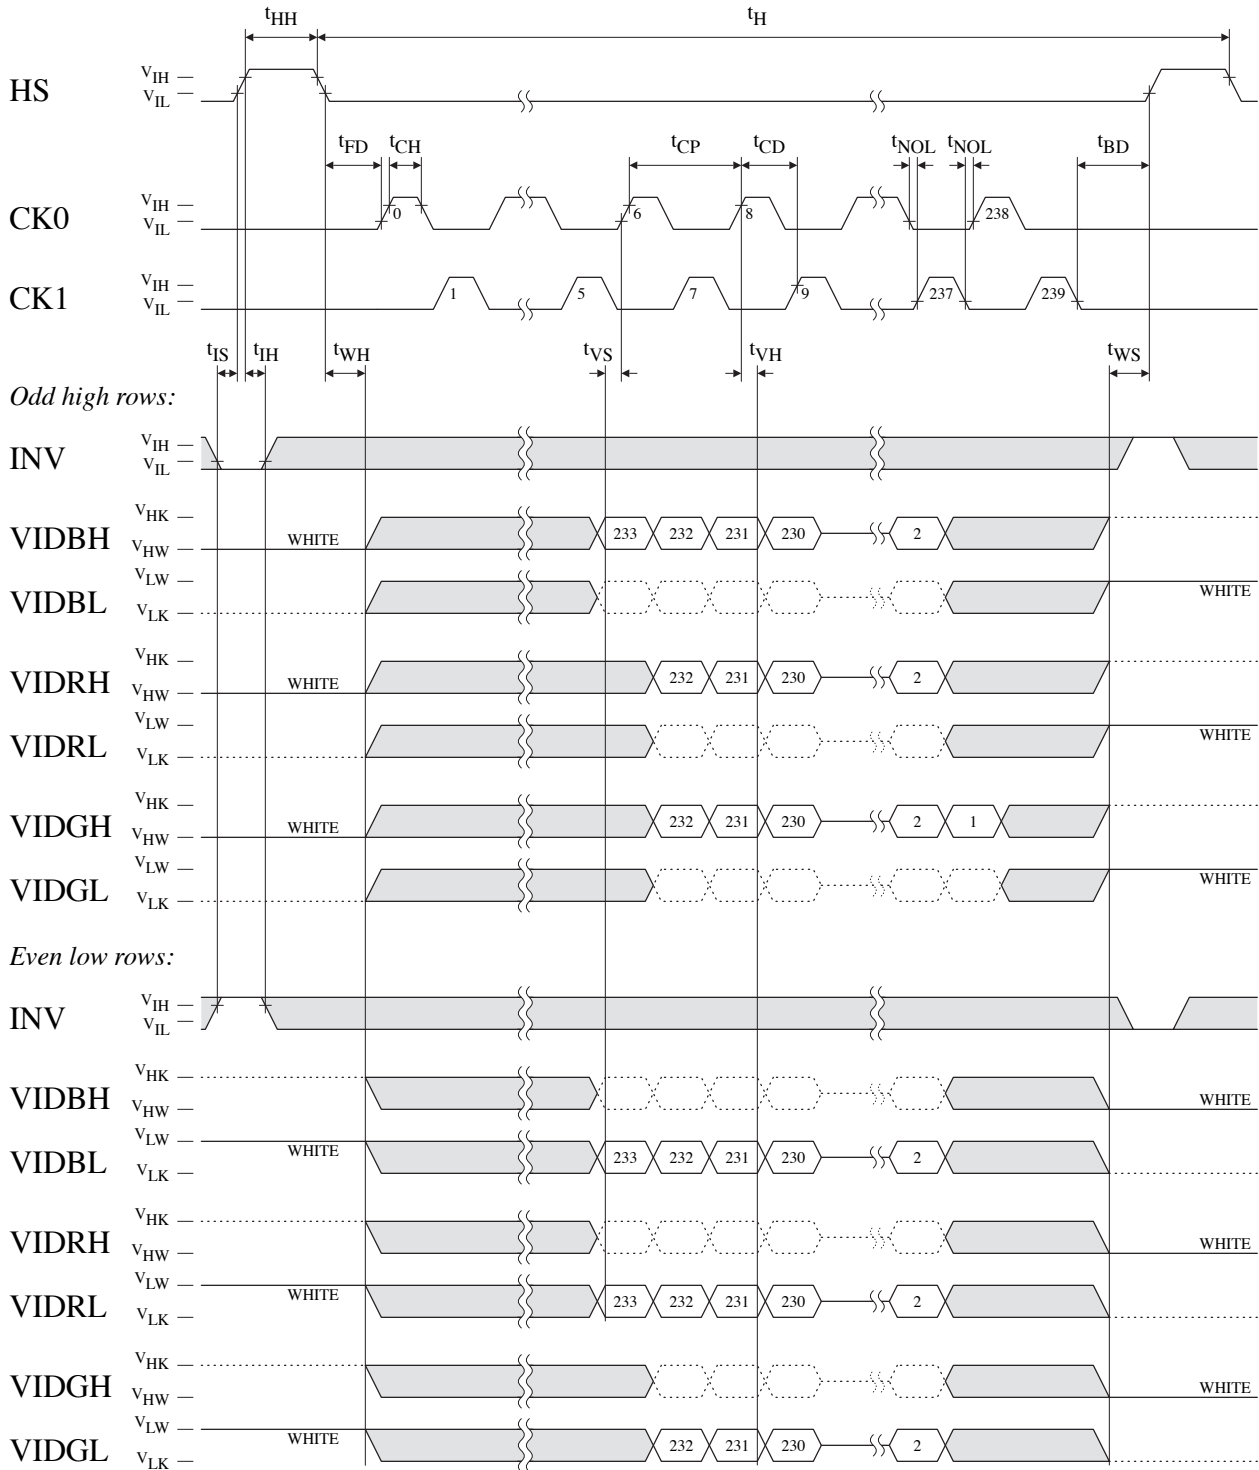 tHH tH
HS VIH VIL
tFD tCH tCP tCD tNOL tNOL tBD
CK0 VIH VIL 0 6 8 238
CK1 VIH VIL 1 5 7 9 237 239
tIS tIH tWH tVS tVH tWS
Odd high rows:
INV VIH VIL
VIDBH VHK VHW WHITE 233 232 231 230 2
VIDBL VLW VLK WHITE
VIDRH VHK VHW WHITE 232 231 230 2
VIDRL VLW VLK WHITE
VIDGH VHK VHW WHITE 232 231 230 2 1
VIDGL VLW VLK WHITE
Even low rows:
INV VIH VIL
VIDBH VHK VHW WHITE
VIDBL VLW VLK WHITE 233 232 231 230 2
VIDRH VHK VHW WHITE
VIDRL VLW VLK WHITE 233 232 231 230 2
VIDGH VHK VHW WHITE
VIDGL VLW VLK WHITE 232 231 230 2